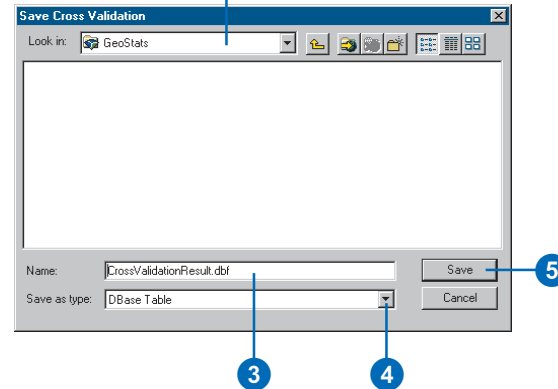 Save Cross Validation
Look in: GeoStats
Name: CrossValidationResult.dbf Save
Save as type: DBase Table Cancel
5
3 4